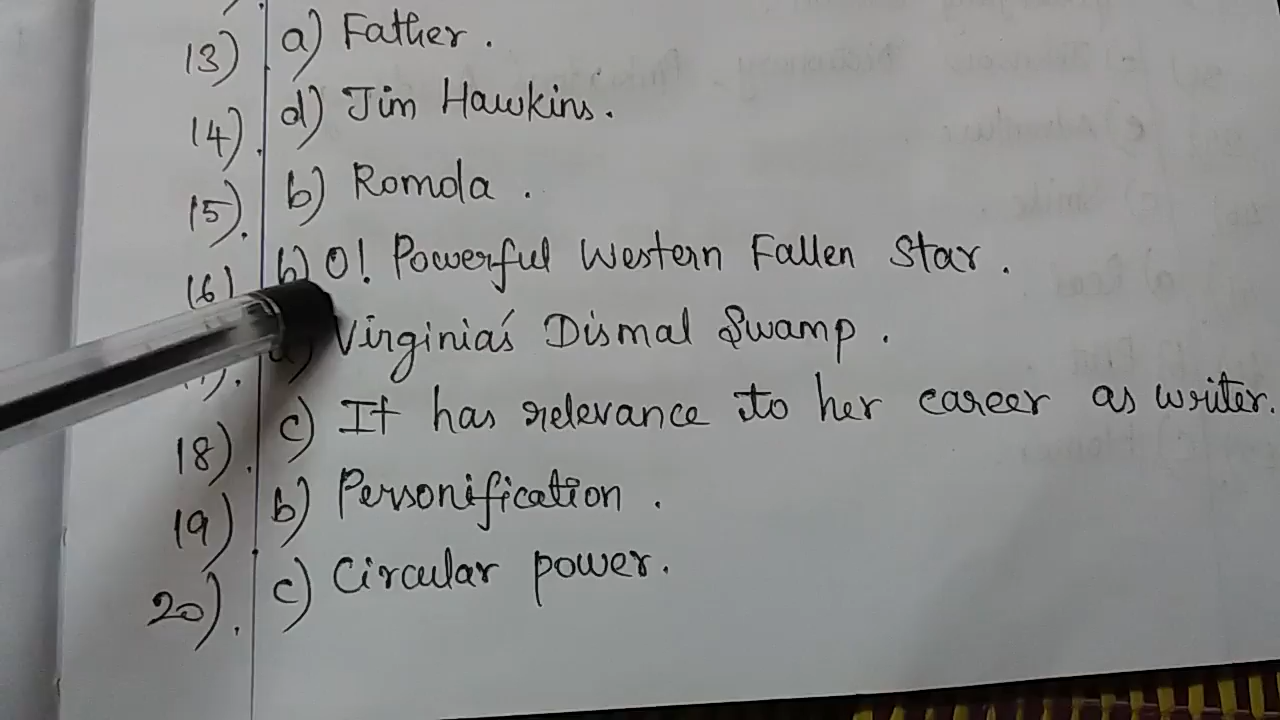 13) a) Father.
14). d) Jim Hawkins.
15). b) Romola.
16) b) O! Powerful Western Fallen Star.
Virginia's Dismal Swamp.
18). c) It has relevance to her career as writer.
19) b) Personification.
20). c) Circular power.